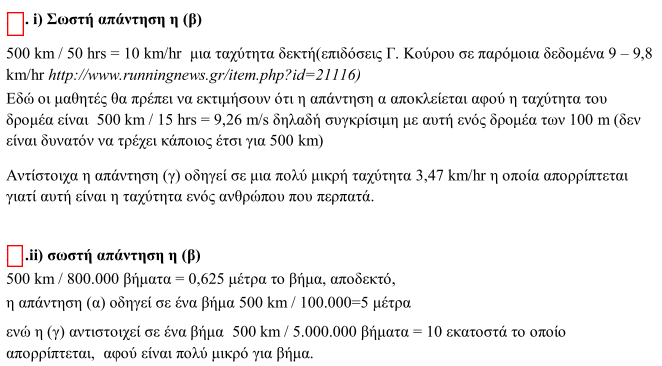 . i) Σωστή απάντηση η (β)
500 km / 50 hrs = 10 km/hr μια ταχύτητα δεκτή(επιδόσεις Γ. Κούρου σε παρόμοια δεδομένα 9 – 9,8
km/hr http://www.runningnews.gr/item.php?id=21116)
Εδώ οι μαθητές θα πρέπει να εκτιμήσουν ότι η απάντηση α αποκλείεται αφού η ταχύτητα του
δρομέα είναι 500 km / 15 hrs = 9,26 m/s δηλαδή συγκρίσιμη με αυτή ενός δρομέα των 100 m (δεν
είναι δυνατόν να τρέχει κάποιος έτσι για 500 km)
Αντίστοιχα η απάντηση (γ) οδηγεί σε μια πολύ μικρή ταχύτητα 3,47 km/hr η οποία απορρίπτεται
γιατί αυτή είναι η ταχύτητα ενός ανθρώπου που περπατά.
.ii) σωστή απάντηση η (β)
500 km / 800.000 βήματα = 0,625 μέτρα το βήμα, αποδεκτό,
η απάντηση (α) οδηγεί σε ένα βήμα 500 km / 100.000=5 μέτρα
ενώ η (γ) αντιστοιχεί σε ένα βήμα 500 km / 5.000.000 βήματα = 10 εκατοστά το οποίο
απορρίπτεται, αφού είναι πολύ μικρό για βήμα.